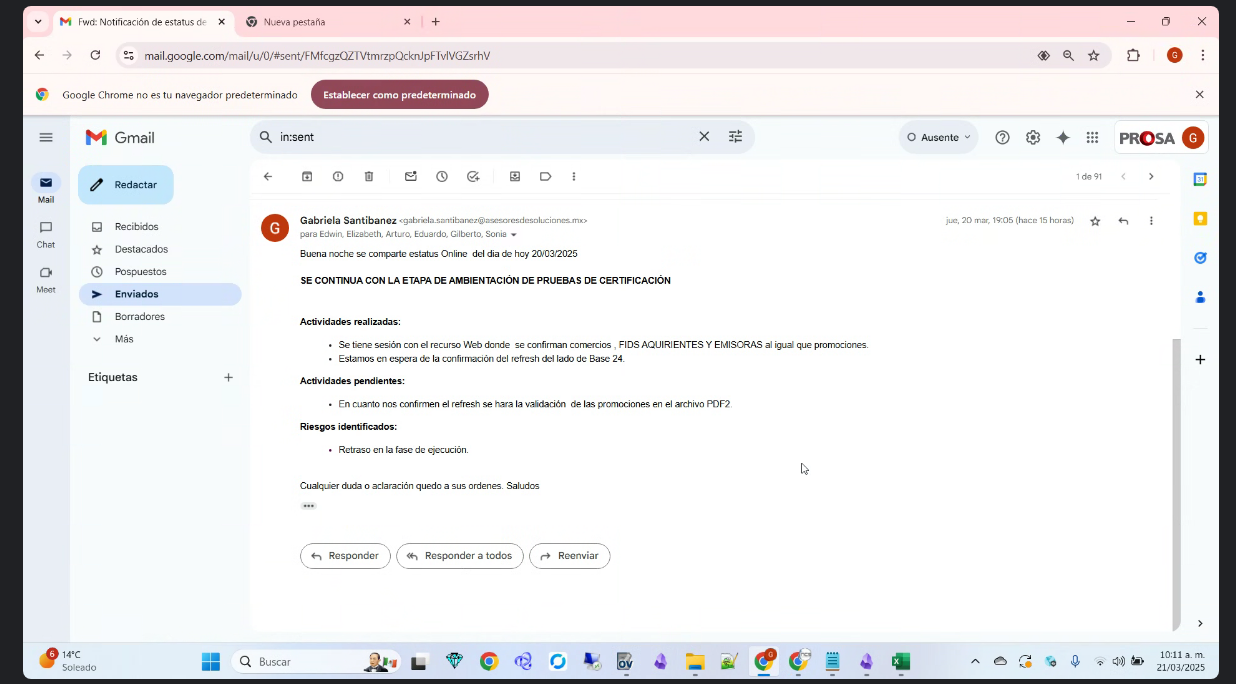 Fwd: Notificación de estatus de
Nueva pestaña
mail.google.com/mail/u/0/#sent/FMfcgzQZTVtmrzpQcknJpFTvlVGZsrhV
G
Google Chrome no es tu navegador predeterminado
Establecer como predeterminado
Gmail
in:sent
Ausente
PROSA
G
Redactar
1 de 91
Mail
Chat
Meet
Recibidos
Destacados
Pospuestos
Enviados
Borradores
Más
Etiquetas
G
Gabriela Santibanez <gabriela.santibanez@asesoresdesoluciones.mx>
jue, 20 mar, 19:05 (hace 15 horas)
para Edwin, Elizabeth, Arturo, Eduardo, Gilberto, Sonia
Buena noche se comparte estatus Online del dia de hoy 20/03/2025
SE CONTINUA CON LA ETAPA DE AMBIENTACIÓN DE PRUEBAS DE CERTIFICACIÓN
Actividades realizadas:
• Se tiene sesión con el recurso Web donde se confirman comercios , FIDS AQUIRIENTES Y EMISORAS al igual que promociones.
• Estamos en espera de la confirmación del refresh del lado de Base 24.
Actividades pendientes:
• En cuanto nos confirmen el refresh se hara la validación de las promociones en el archivo PDF2.
Riesgos identificados:
• Retraso en la fase de ejecución.
Cualquier duda o aclaración quedo a sus ordenes. Saludos
Responder
Responder a todos
Reenviar
31
6
14°C
Soleado
Buscar
OV
G
10:11 a. m.
21/03/2025